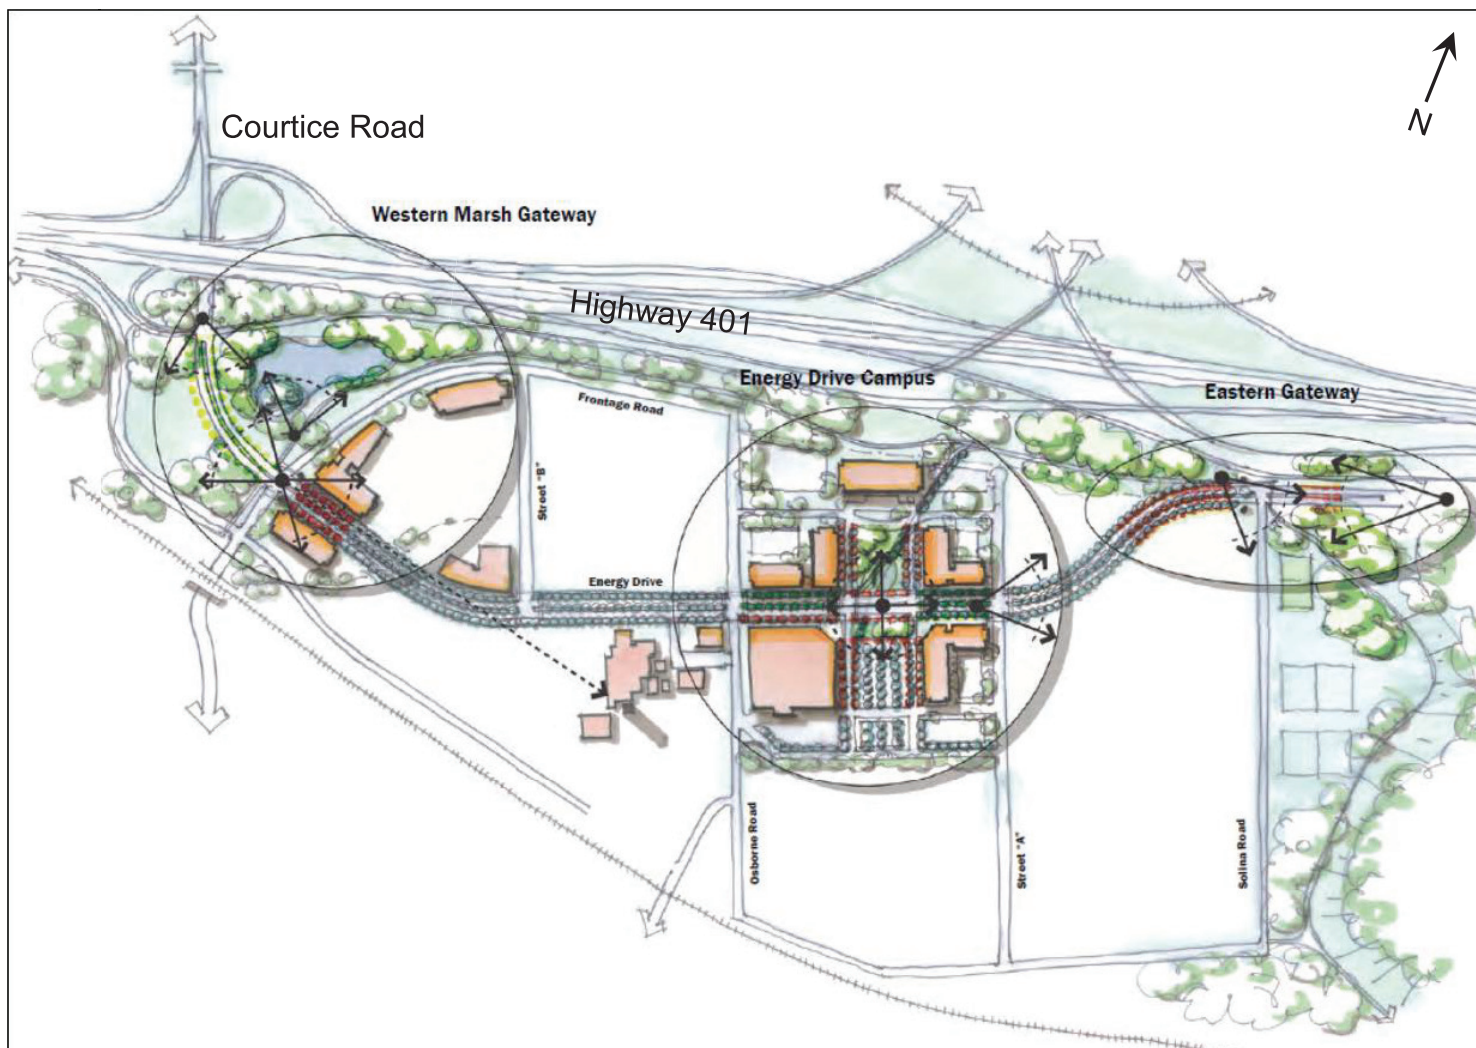 N
Courtice Road
Western Marsh Gateway
Highway 401
Energy Drive Campus
Eastern Gateway
Frontage Road
Street "B"
Energy Drive
Osborne Road
Street "A"
Solina Road